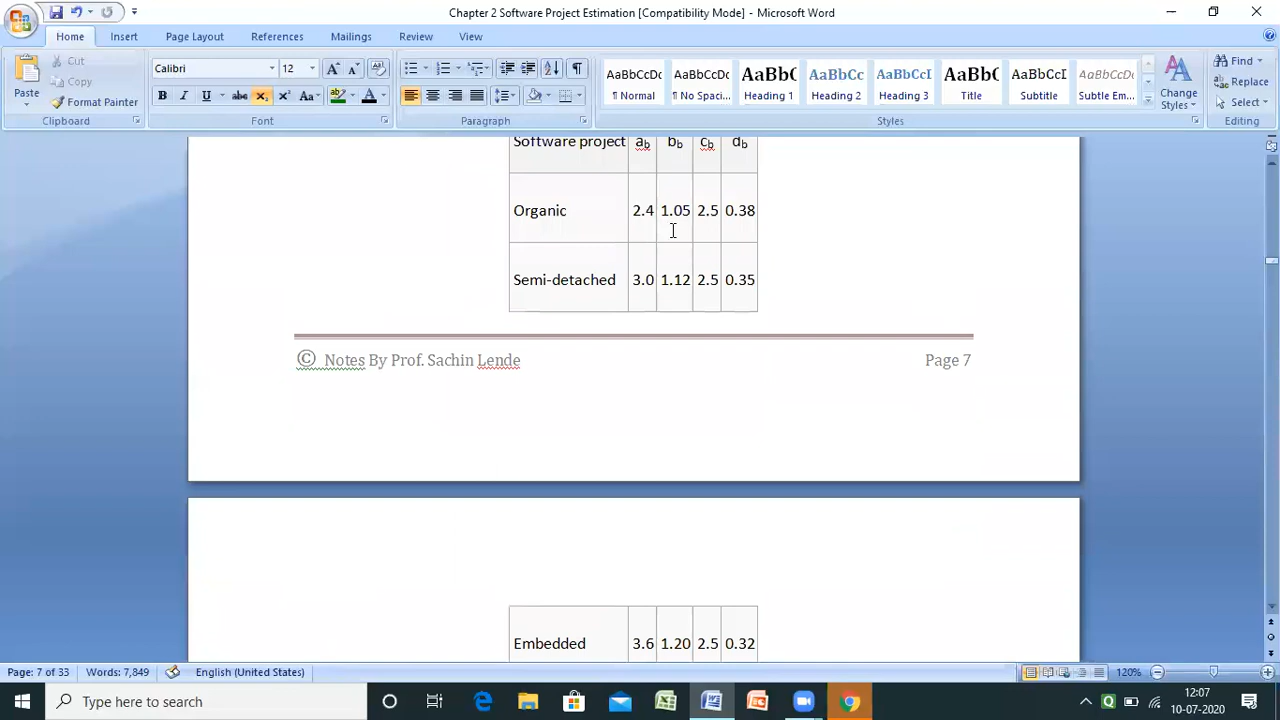 Chapter 2 Software Project Estimation [Compatibility Mode] - Microsoft Word
Home Insert Page Layout References Mailings Review View
Paste
Cut
Copy
Format Painter
Clipboard
Calibri 12
B I U abc x₂ x² Aa A
Font
Paragraph
AaBbCcDc AaBbCcDc AaBbC AaBbCc AaBbCcI AaBb( AaBbCcI AaBbCcDc
¶ Normal ¶ No Spaci... Heading 1 Heading 2 Heading 3 Title Subtitle Subtle Em...
Change Styles
Styles
Find
Replace
Select
Editing
Software project ab bb cb db
Organic 2.4 1.05 2.5 0.38
Semi-detached 3.0 1.12 2.5 0.35
© Notes By Prof. Sachin Lende Page 7
Embedded 3.6 1.20 2.5 0.32
Page: 7 of 33 Words: 7,849 English (United States) 120%
Type here to search
12:07
10-07-2020